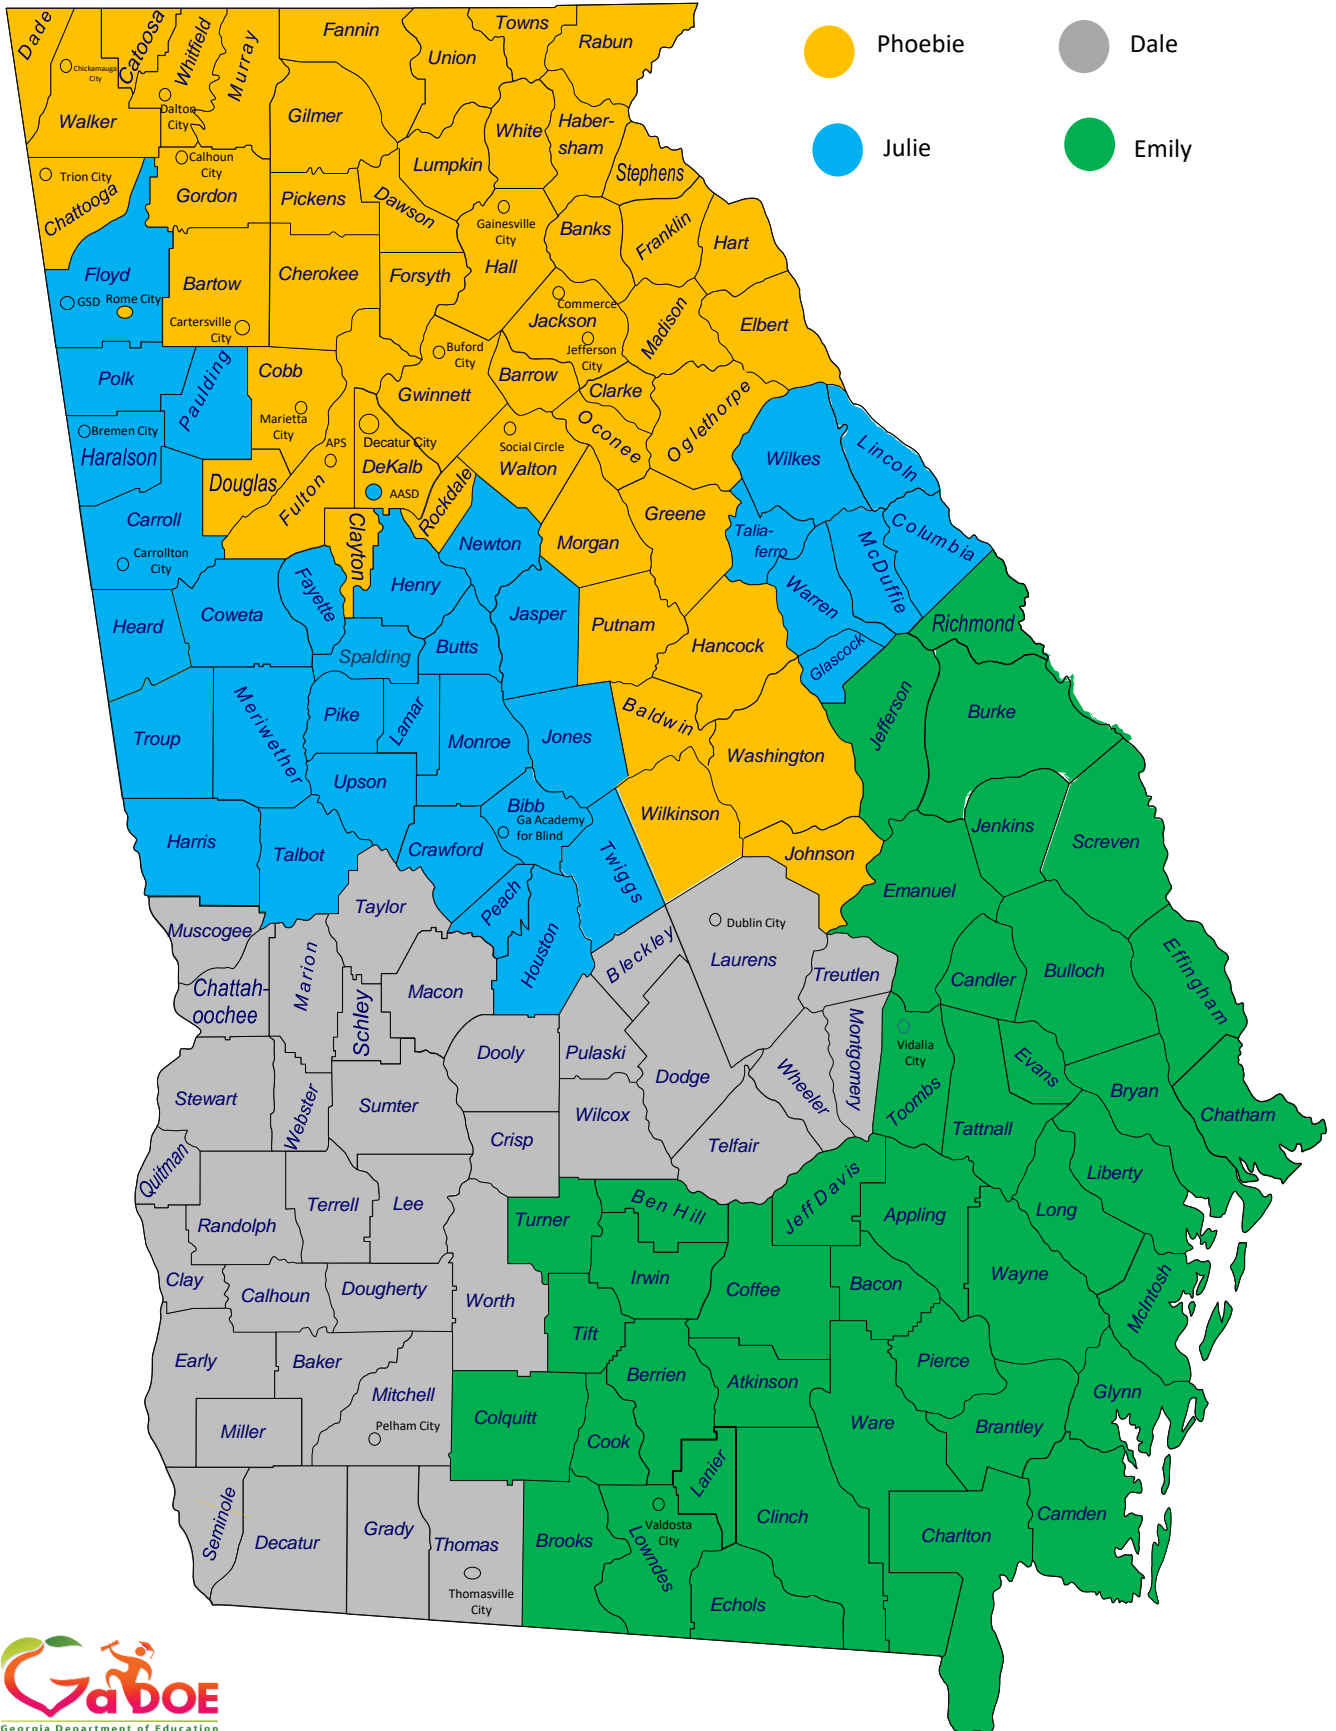 Phoebie
Dale
Julie
Emily
Dade
Chickamauga
City
Catoosa
Whitfield
Murray
Fannin
Union
Towns
Rabun
Walker
Dalton
City
Gilmer
White
Haber-
sham
Lumpkin
Stephens
Trion City
Chattooga
Calhoun
City
Gordon
Pickens
Dawson
Gainesville
City
Hall
Banks
Franklin
Hart
Floyd
GSD
Rome City
Bartow
Cartersville
City
Cherokee
Forsyth
Commerce
Jackson
Jefferson
City
Madison
Elbert
Polk
Paulding
Cobb
Marietta
City
Buford
City
Gwinnett
Barrow
Clarke
Oconee
Oglethorpe
Bremen City
Haralson
Douglas
Fulton
APS
Decatur City
DeKalb
AASD
Rockdale
Social Circle
Walton
Wilkes
Lincoln
Carroll
Carrollton
City
Clayton
Newton
Morgan
Greene
Talia-
ferro
McDuffie
Columbia
Heard
Coweta
Fayette
Henry
Spalding
Butts
Jasper
Putnam
Hancock
Warren
Glascock
Richmond
Troup
Meriwether
Pike
Lamar
Monroe
Jones
Baldwin
Washington
Jefferson
Burke
Upson
Bibb
Ga Academy
for Blind
Wilkinson
Johnson
Jenkins
Screven
Harris
Talbot
Crawford
Peach
Twiggs
Houston
Emanuel
Muscogee
Taylor
Marion
Macon
Schley
Chattah-
oochee
Bleckley
Dublin City
Laurens
Treutlen
Candler
Bulloch
Effingham
Dooly
Pulaski
Dodge
Wheeler
Montgomery
Vidalia
City
Toombs
Evans
Tattnall
Bryan
Chatham
Stewart
Webster
Sumter
Crisp
Wilcox
Telfair
Quitman
Randolph
Terrell
Lee
Turner
Ben Hill
Jeff Davis
Appling
Long
Liberty
Clay
Calhoun
Dougherty
Worth
Irwin
Coffee
Bacon
Wayne
McIntosh
Early
Baker
Mitchell
Pelham City
Miller
Tift
Berrien
Atkinson
Pierce
Glynn
Colquitt
Cook
Lanier
Ware
Brantley
Seminole
Decatur
Grady
Thomas
Thomasville
City
Brooks
Valdosta
City
Lowndes
Clinch
Echols
Charlton
Camden
GaDOE
Georgia Department of Education